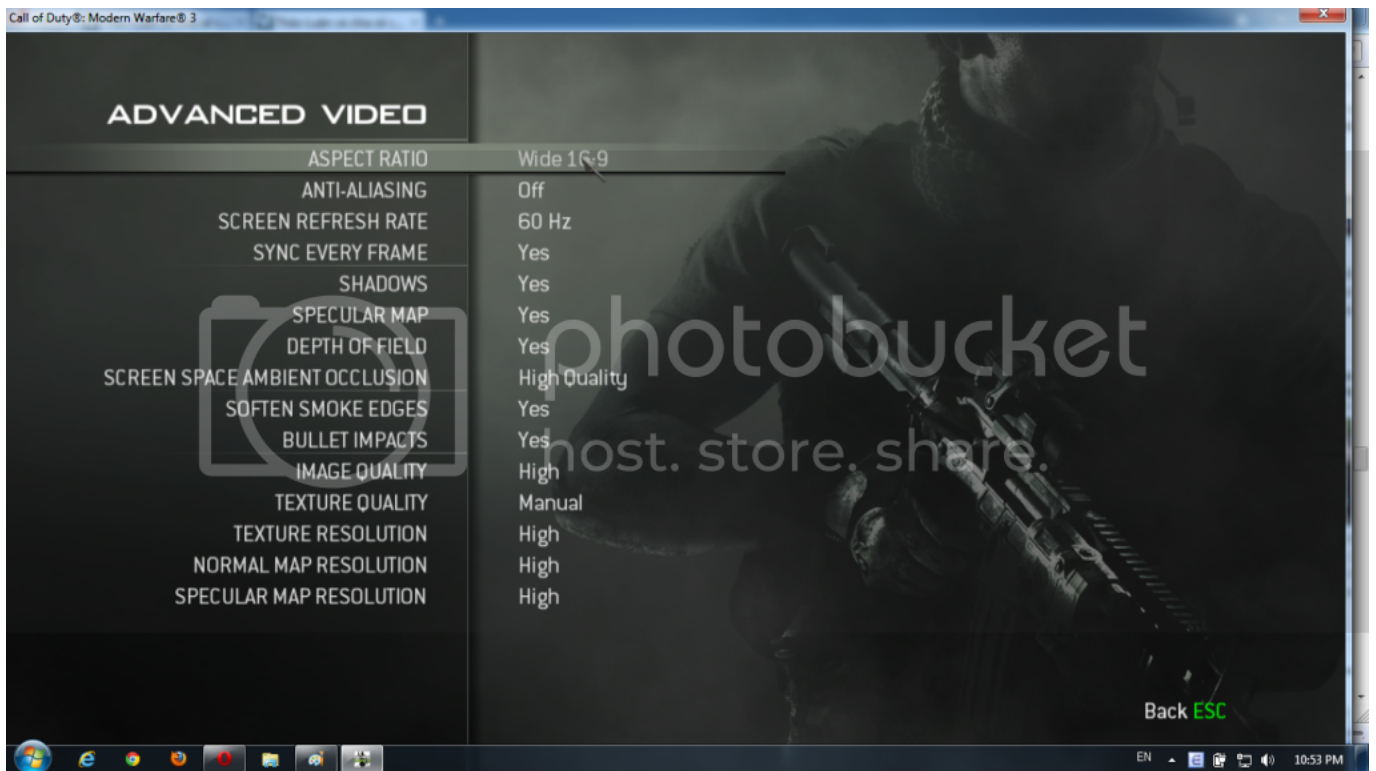 Call of Duty®: Modern Warfare® 3
ADVANCED VIDEO
ASPECT RATIO Wide 16:9
ANTI-ALIASING Off
SCREEN REFRESH RATE 60 Hz
SYNC EVERY FRAME Yes
SHADOWS Yes
SPECULAR MAP Yes
DEPTH OF FIELD Yes
SCREEN SPACE AMBIENT OCCLUSION High Quality
SOFTEN SMOKE EDGES Yes
BULLET IMPACTS Yes
IMAGE QUALITY High
TEXTURE QUALITY Manual
TEXTURE RESOLUTION High
NORMAL MAP RESOLUTION High
SPECULAR MAP RESOLUTION High
photobucket
host. store. share.
Back ESC
EN 10:53 PM